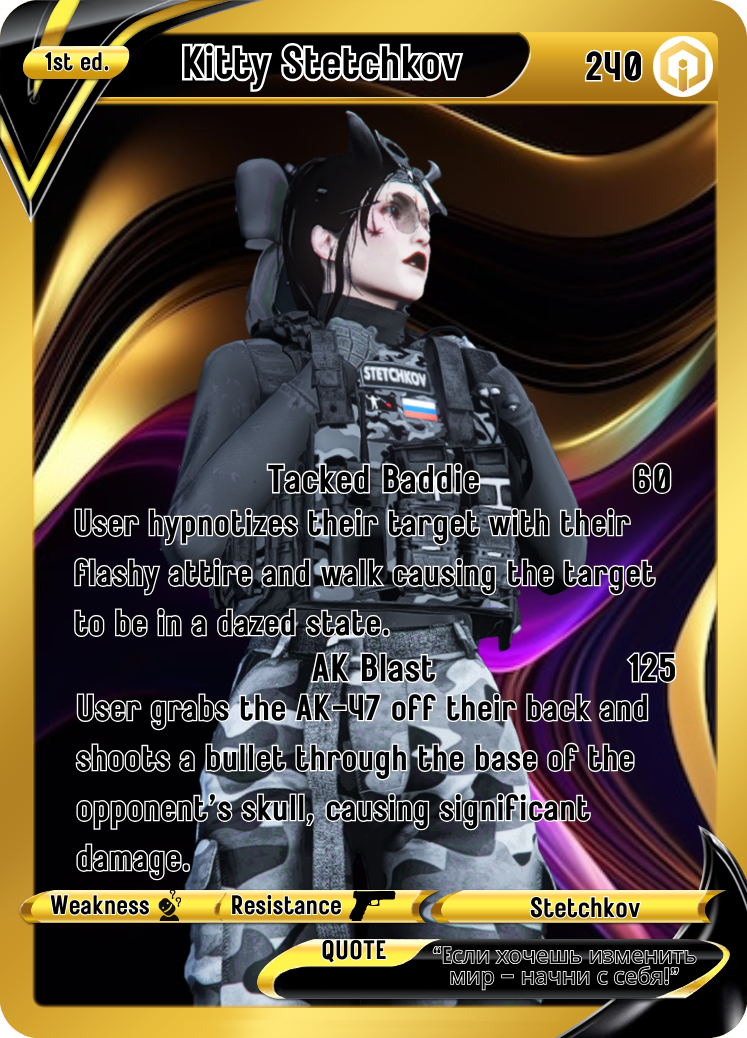 1st ed.
Kitty Stetchkov
240
STETCHKOV
Tacked Baddie 60
User hypnotizes their target with their
flashy attire and walk causing the target
to be in a dazed state.
AK Blast 125
User grabs the AK-47 off their back and
shoots a bullet through the base of the
opponent's skull, causing significant
damage.
Weakness Resistance Stetchkov
QUOTE
“Если хочешь изменить
мир – начни с себя!”